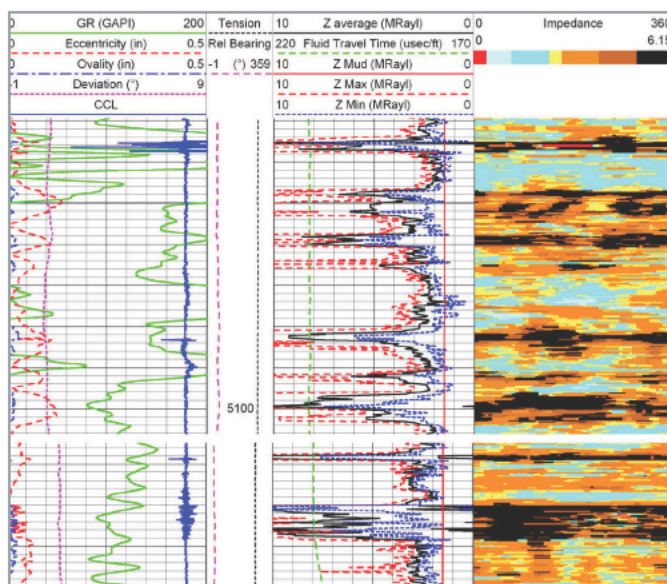 0 GR (GAPI) 200
0 Eccentricity (in) 0.5
0 Ovality (in) 0.5
-1 Deviation (°) 9
CCL
Tension
Rel Bearing
-1 (°) 359
5100
10 Z average (MRayl) 0
220 Fluid Travel Time (usec/ft) 170
10 Z Mud (MRayl) 0
10 Z Max (MRayl) 0
10 Z Min (MRayl) 0
0 Impedance 360
0 6.15